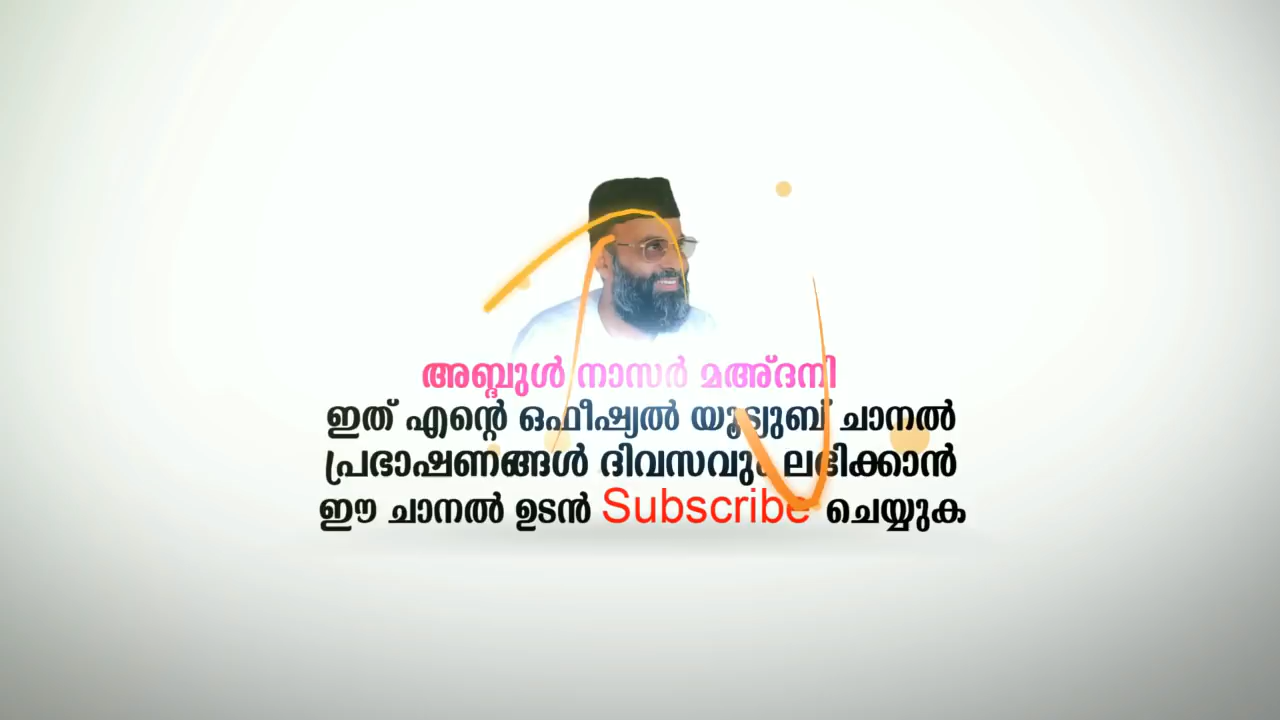 അബ്ദുൾ നാസർ മഅ്ദനി
ഇത് എന്റെ ഒഫീഷ്യൽ യൂട്യുബ് ചാനൽ
പ്രഭാഷണങ്ങൾ ദിവസവും ലഭിക്കാൻ
ഈ ചാനൽ ഉടൻ Subscribe ചെയ്യുക